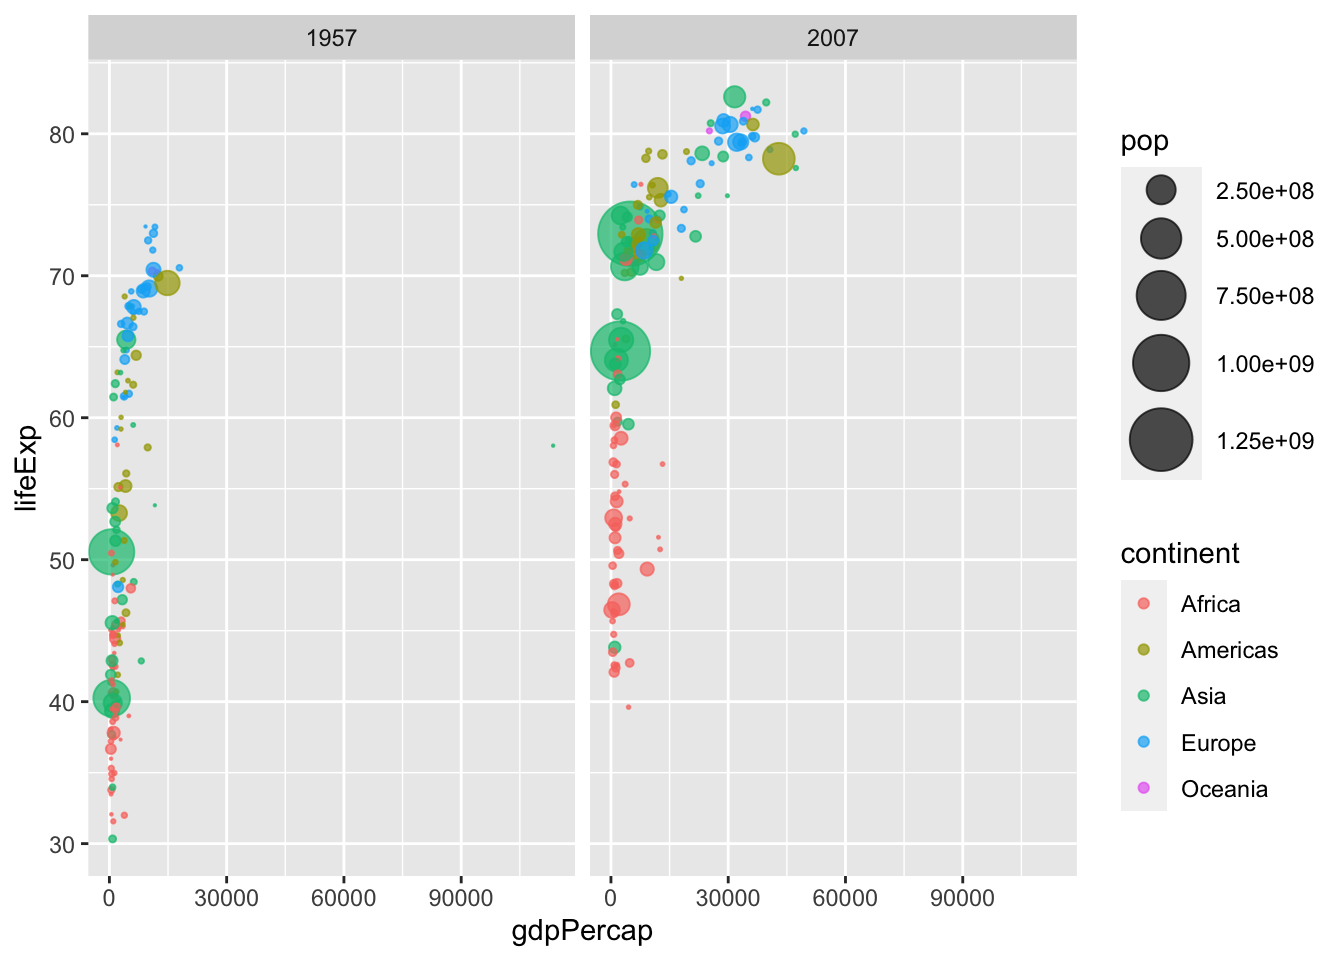 1957
2007
lifeExp
80
70
60
50
40
30
0
30000
60000
90000
0
30000
60000
90000
gdpPercap
pop
2.50e+08
5.00e+08
7.50e+08
1.00e+09
1.25e+09
continent
Africa
Americas
Asia
Europe
Oceania